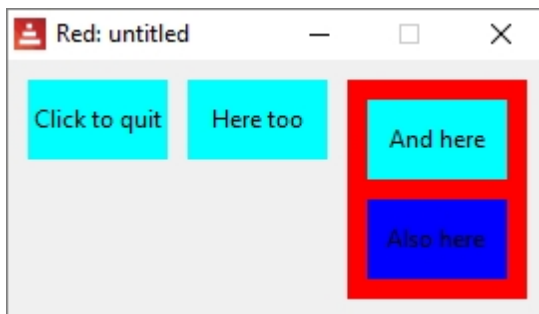 Red: untitled
Click to quit
Here too
And here
Also here